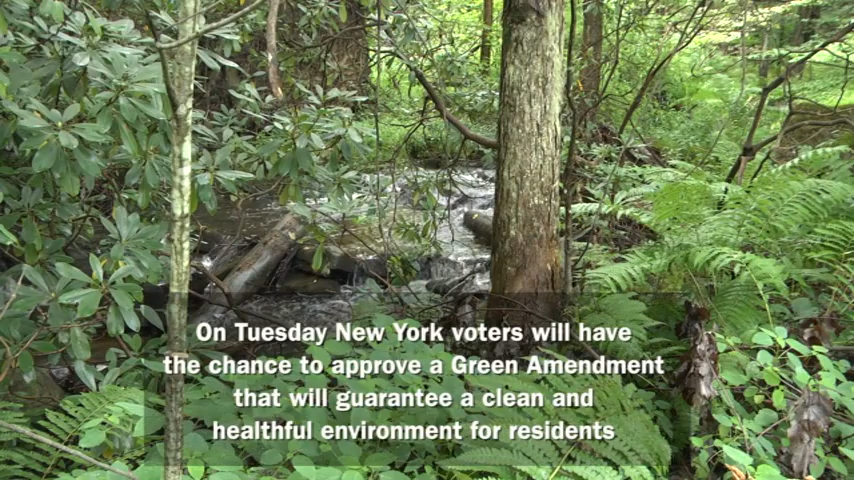 On Tuesday New York voters will have
the chance to approve a Green Amendment
that will guarantee a clean and
healthful environment for residents